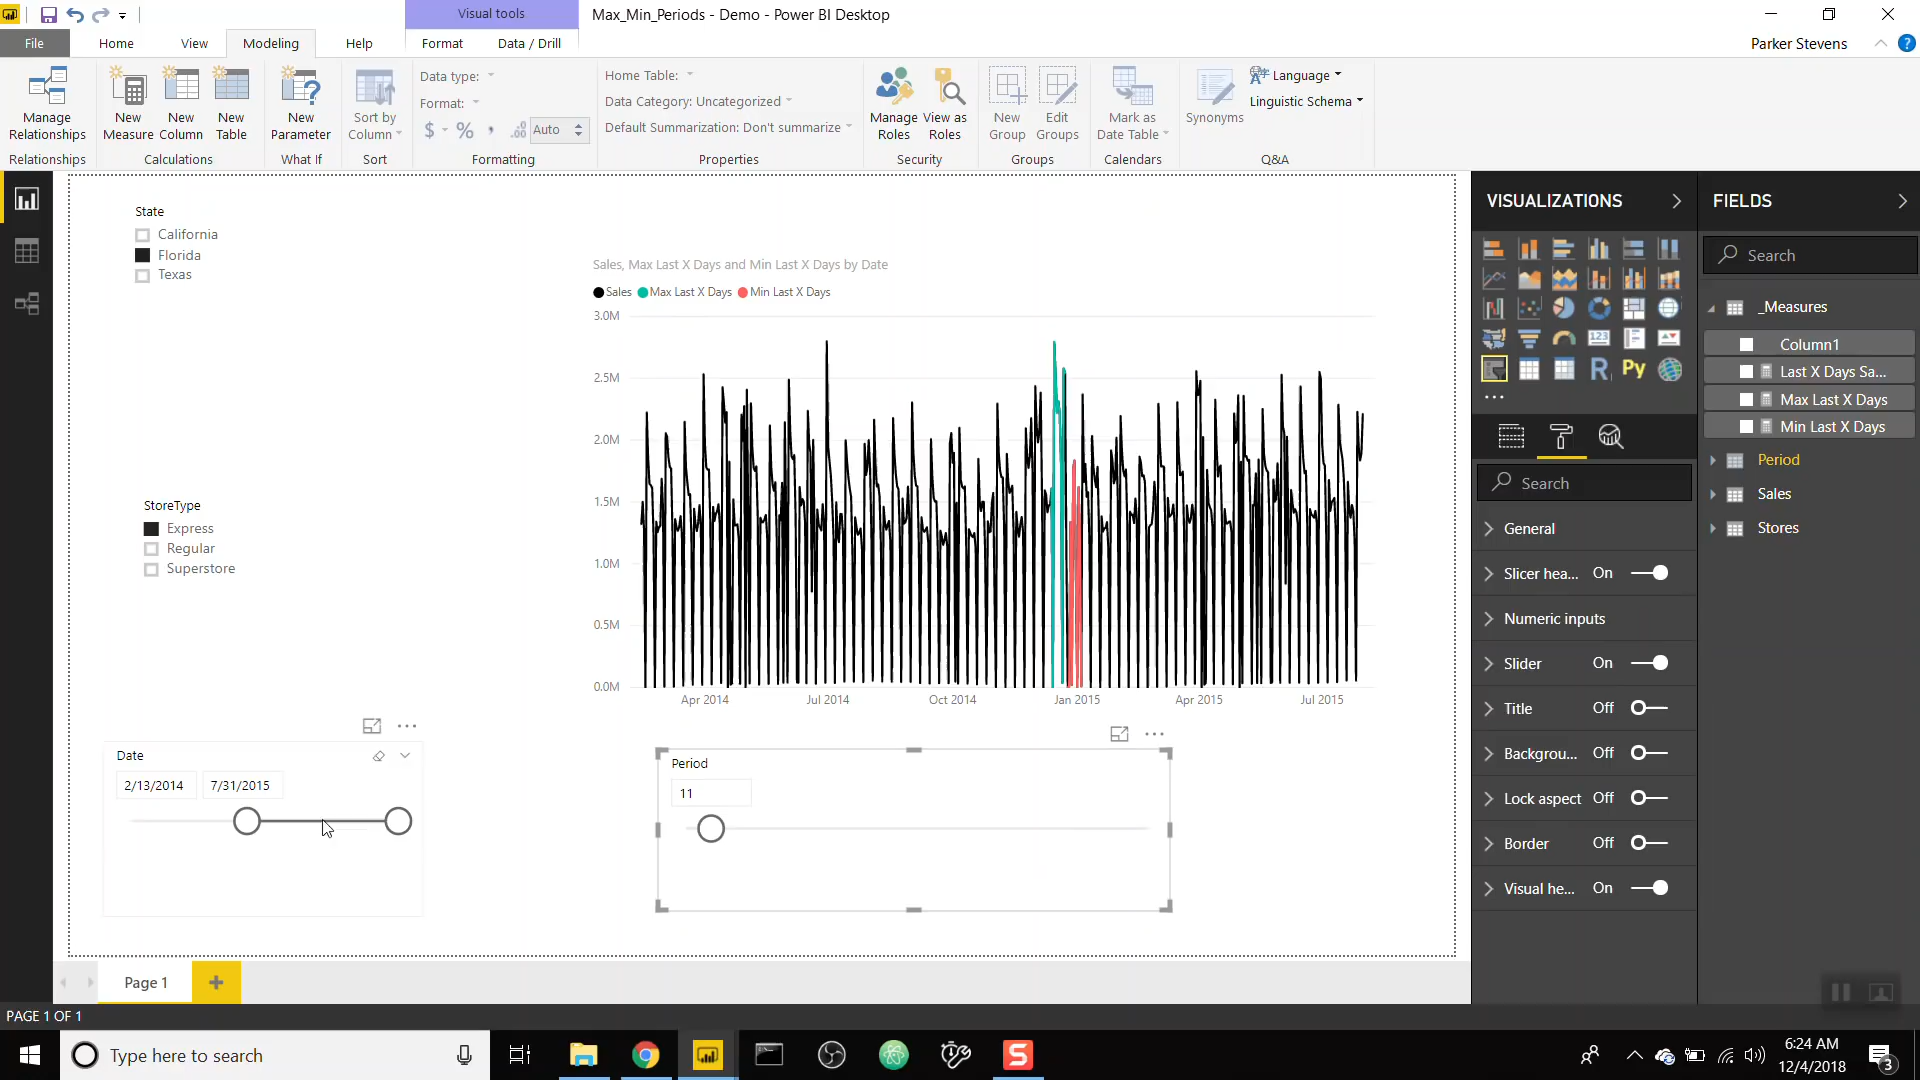 Visual tools
Max_Min_Periods - Demo - Power BI Desktop
File
Home
View
Modeling
Help
Format
Data / Drill
Parker Stevens
?
Manage Relationships
New Measure
New Column
New Table
New Parameter
Sort by Column
Data type:
Format:
$ % , .00 Auto
Home Table:
Data Category: Uncategorized
Default Summarization: Don't summarize
Manage Roles
View as Roles
New Group
Edit Groups
Mark as Date Table
Synonyms
Language
Linguistic Schema
Relationships
Calculations
What If
Sort
Formatting
Properties
Security
Groups
Calendars
Q&A
State
California
Florida
Texas
StoreType
Express
Regular
Superstore
Sales, Max Last X Days and Min Last X Days by Date
Sales Max Last X Days Min Last X Days
3.0M
2.5M
2.0M
1.5M
1.0M
0.5M
0.0M
Apr 2014
Jul 2014
Oct 2014
Jan 2015
Apr 2015
Jul 2015
Date
2/13/2014
7/31/2015
Period
11
VISUALIZATIONS
123
R
Py
Search
General
Slicer hea... On
Numeric inputs
Slider On
Title Off
Backgrou... Off
Lock aspect Off
Border Off
Visual he... On
FIELDS
Search
_Measures
Column1
Last X Days Sa...
Max Last X Days
Min Last X Days
Period
Sales
Stores
Page 1
PAGE 1 OF 1
Type here to search
S
6:24 AM
12/4/2018
3